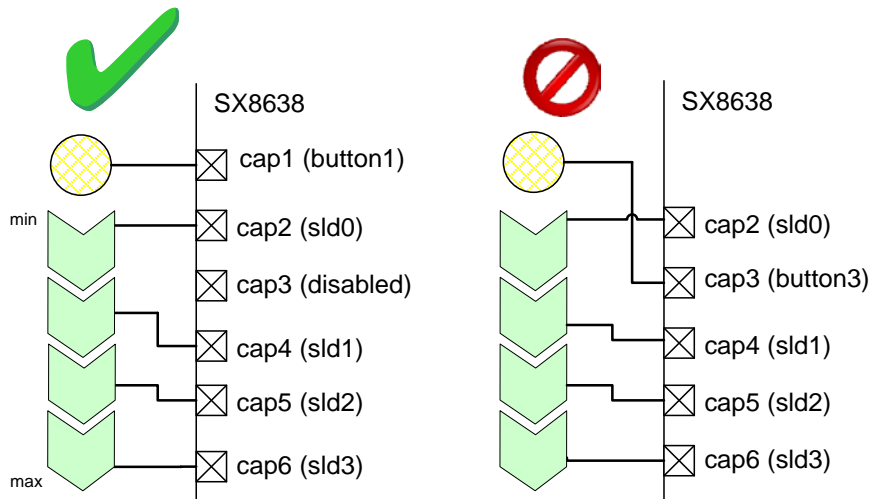 SX8638
cap1 (button1)
min
cap2 (sld0)
cap3 (disabled)
cap4 (sld1)
cap5 (sld2)
cap6 (sld3)
max
SX8638
cap2 (sld0)
cap3 (button3)
cap4 (sld1)
cap5 (sld2)
cap6 (sld3)